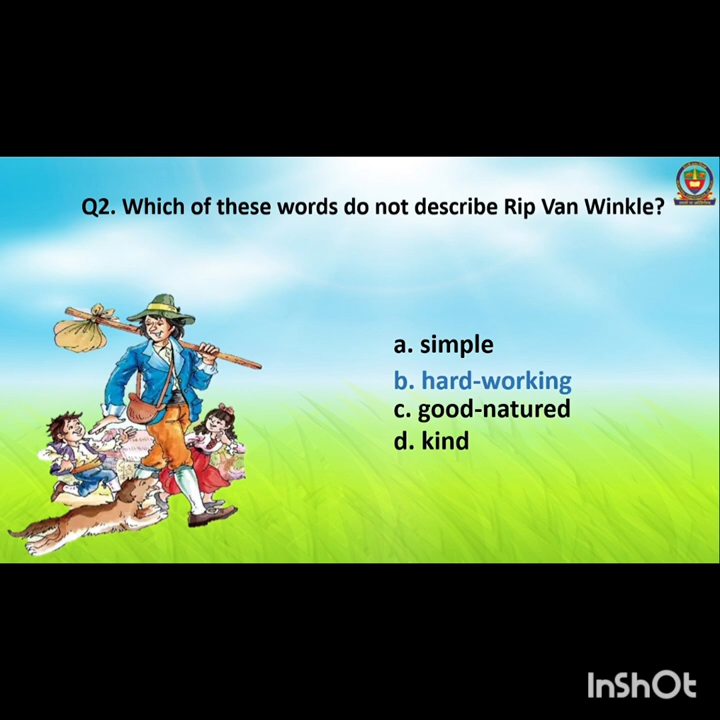 Q2. Which of these words do not describe Rip Van Winkle?
a. simple
b. hard-working
c. good-natured
d. kind
InShOt